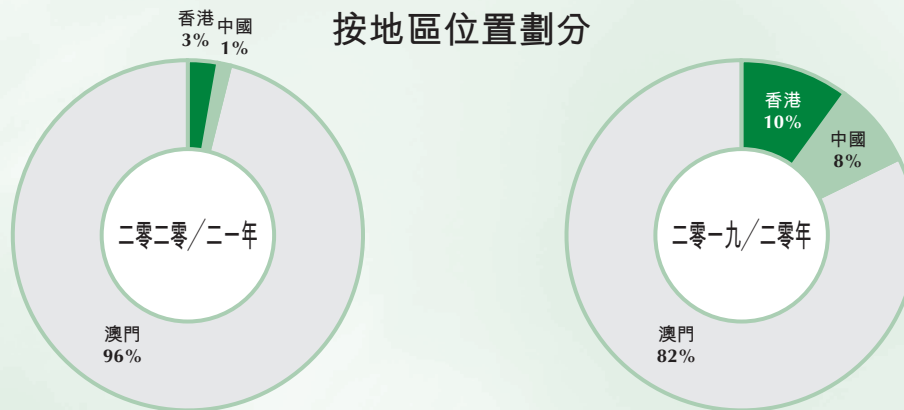 按地區位置劃分
香港
3%
中國
1%
二零二零/二一年
澳門
96%
香港
10%
中國
8%
二零一九/二零年
澳門
82%